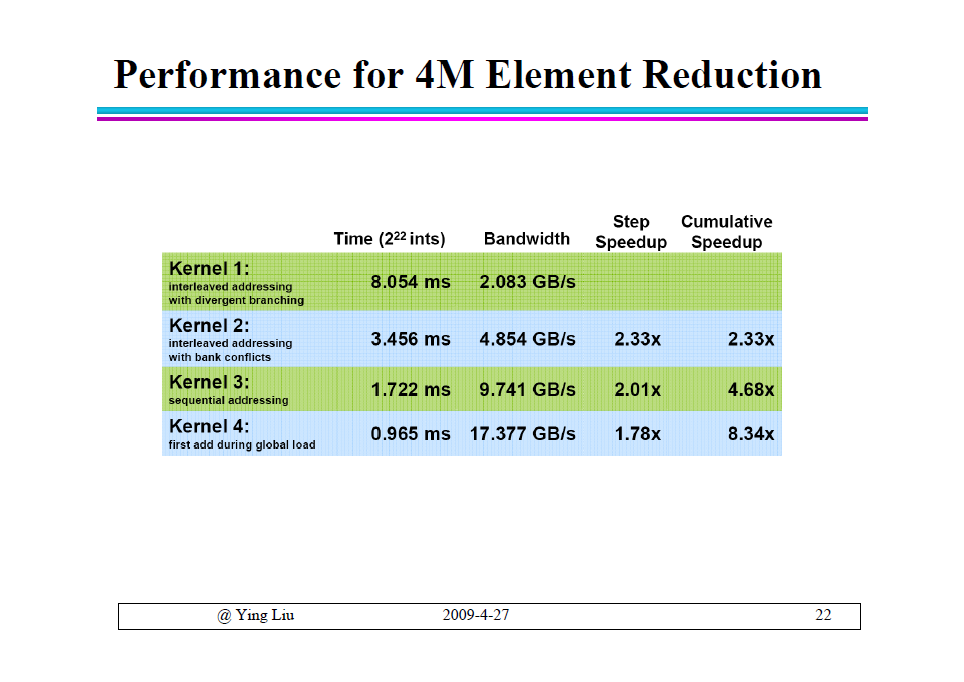 Performance for 4M Element Reduction
Time (2²² ints) Bandwidth Step Speedup Cumulative Speedup
Kernel 1:
interleaved addressing
with divergent branching
8.054 ms 2.083 GB/s
Kernel 2:
interleaved addressing
with bank conflicts
3.456 ms 4.854 GB/s 2.33x 2.33x
Kernel 3:
sequential addressing
1.722 ms 9.741 GB/s 2.01x 4.68x
Kernel 4:
first add during global load
0.965 ms 17.377 GB/s 1.78x 8.34x
@ Ying Liu 2009-4-27 22